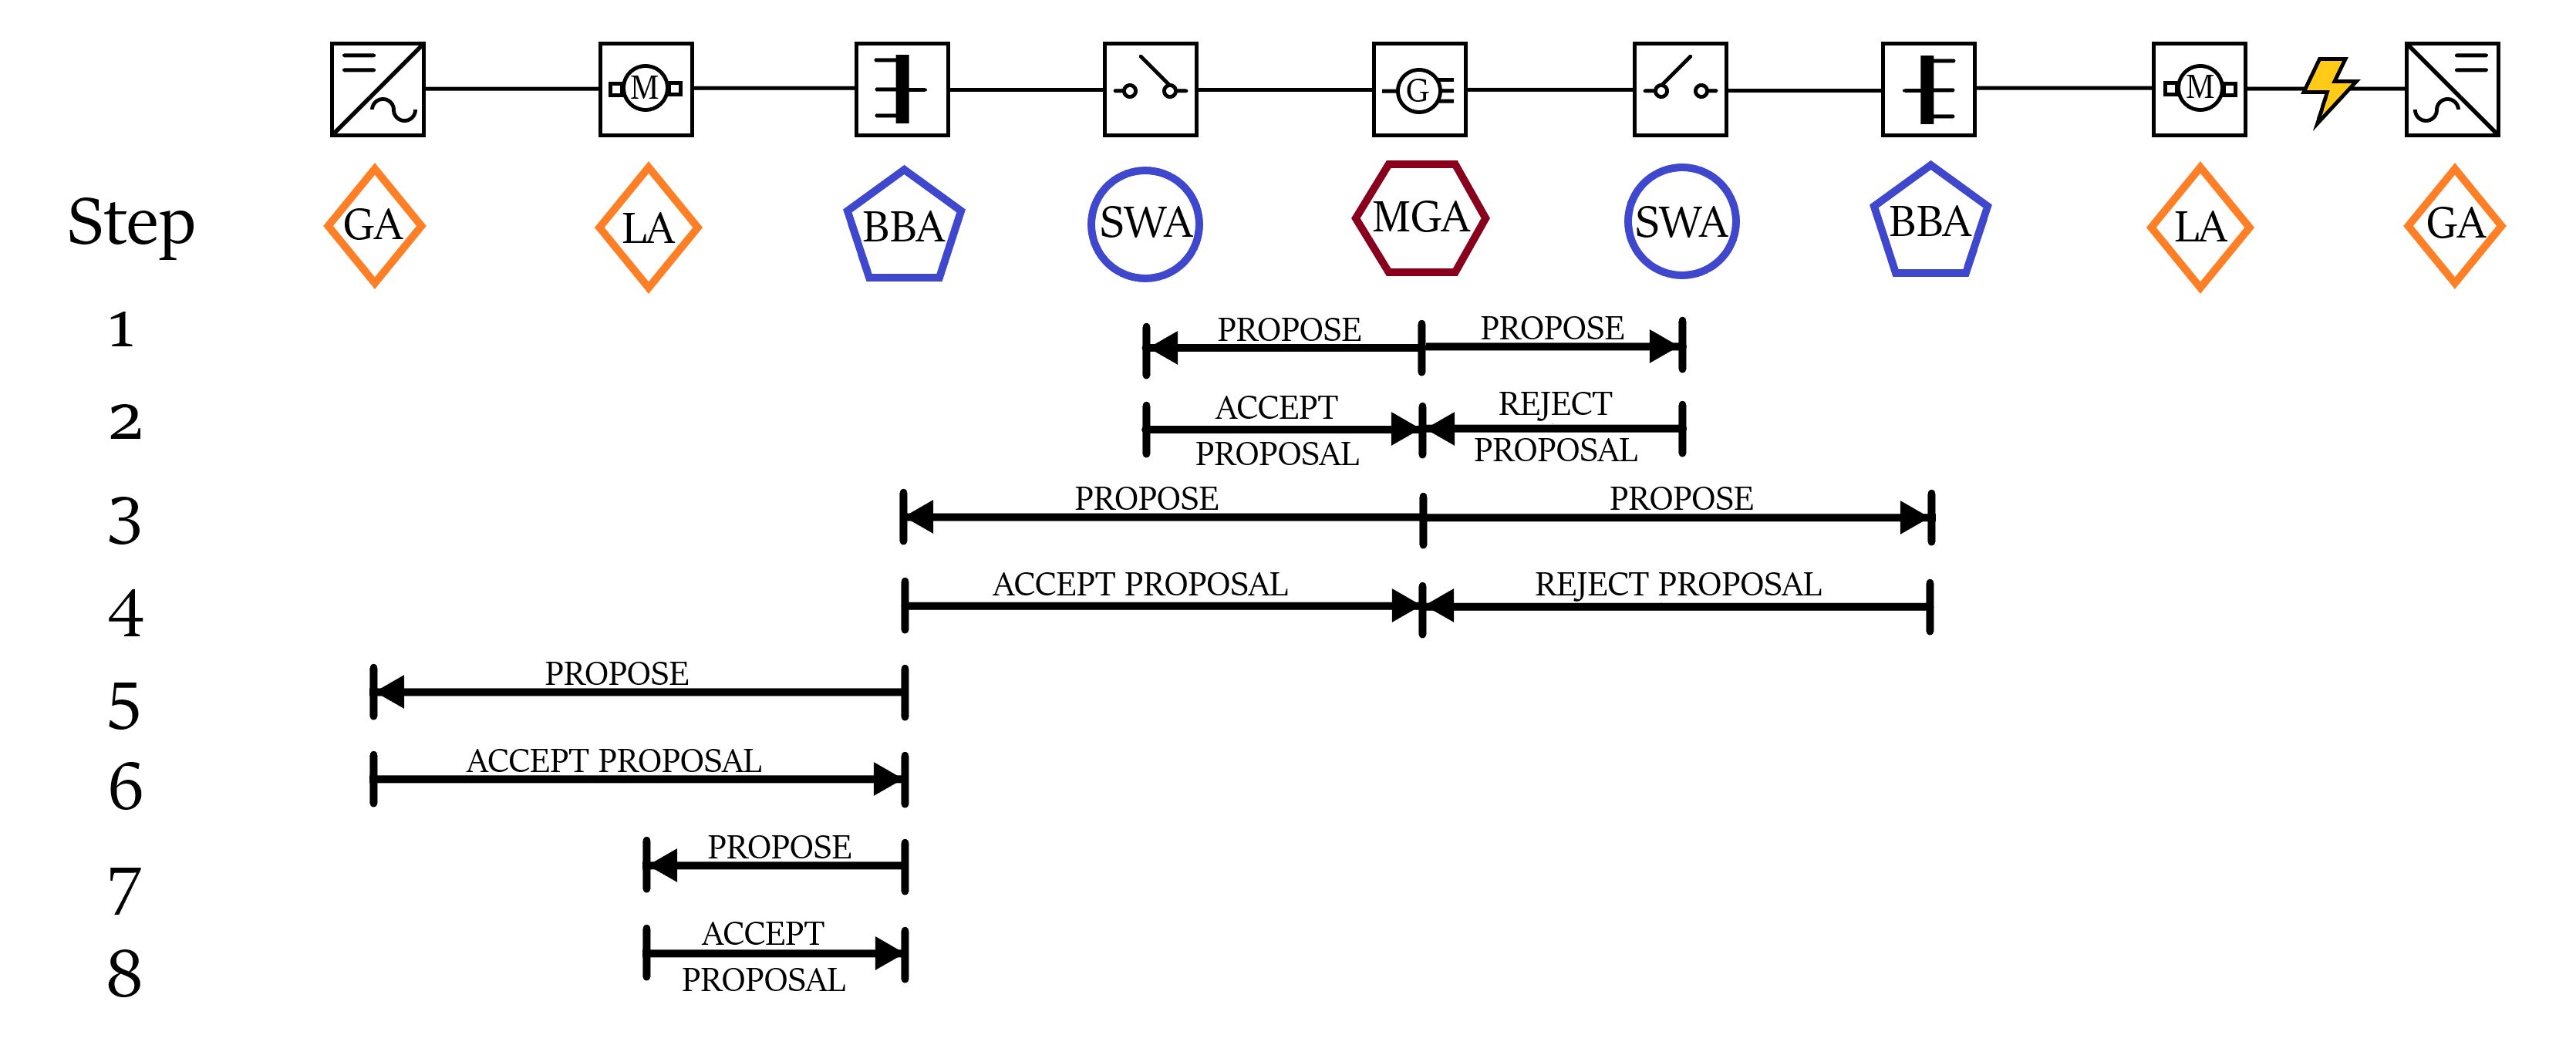 M
G
M
Step
GA
LA
BBA
SWA
MGA
SWA
BBA
LA
GA
1
PROPOSE
PROPOSE
2
ACCEPT
PROPOSAL
REJECT
PROPOSAL
3
PROPOSE
PROPOSE
4
ACCEPT PROPOSAL
REJECT PROPOSAL
5
PROPOSE
6
ACCEPT PROPOSAL
7
PROPOSE
8
ACCEPT
PROPOSAL